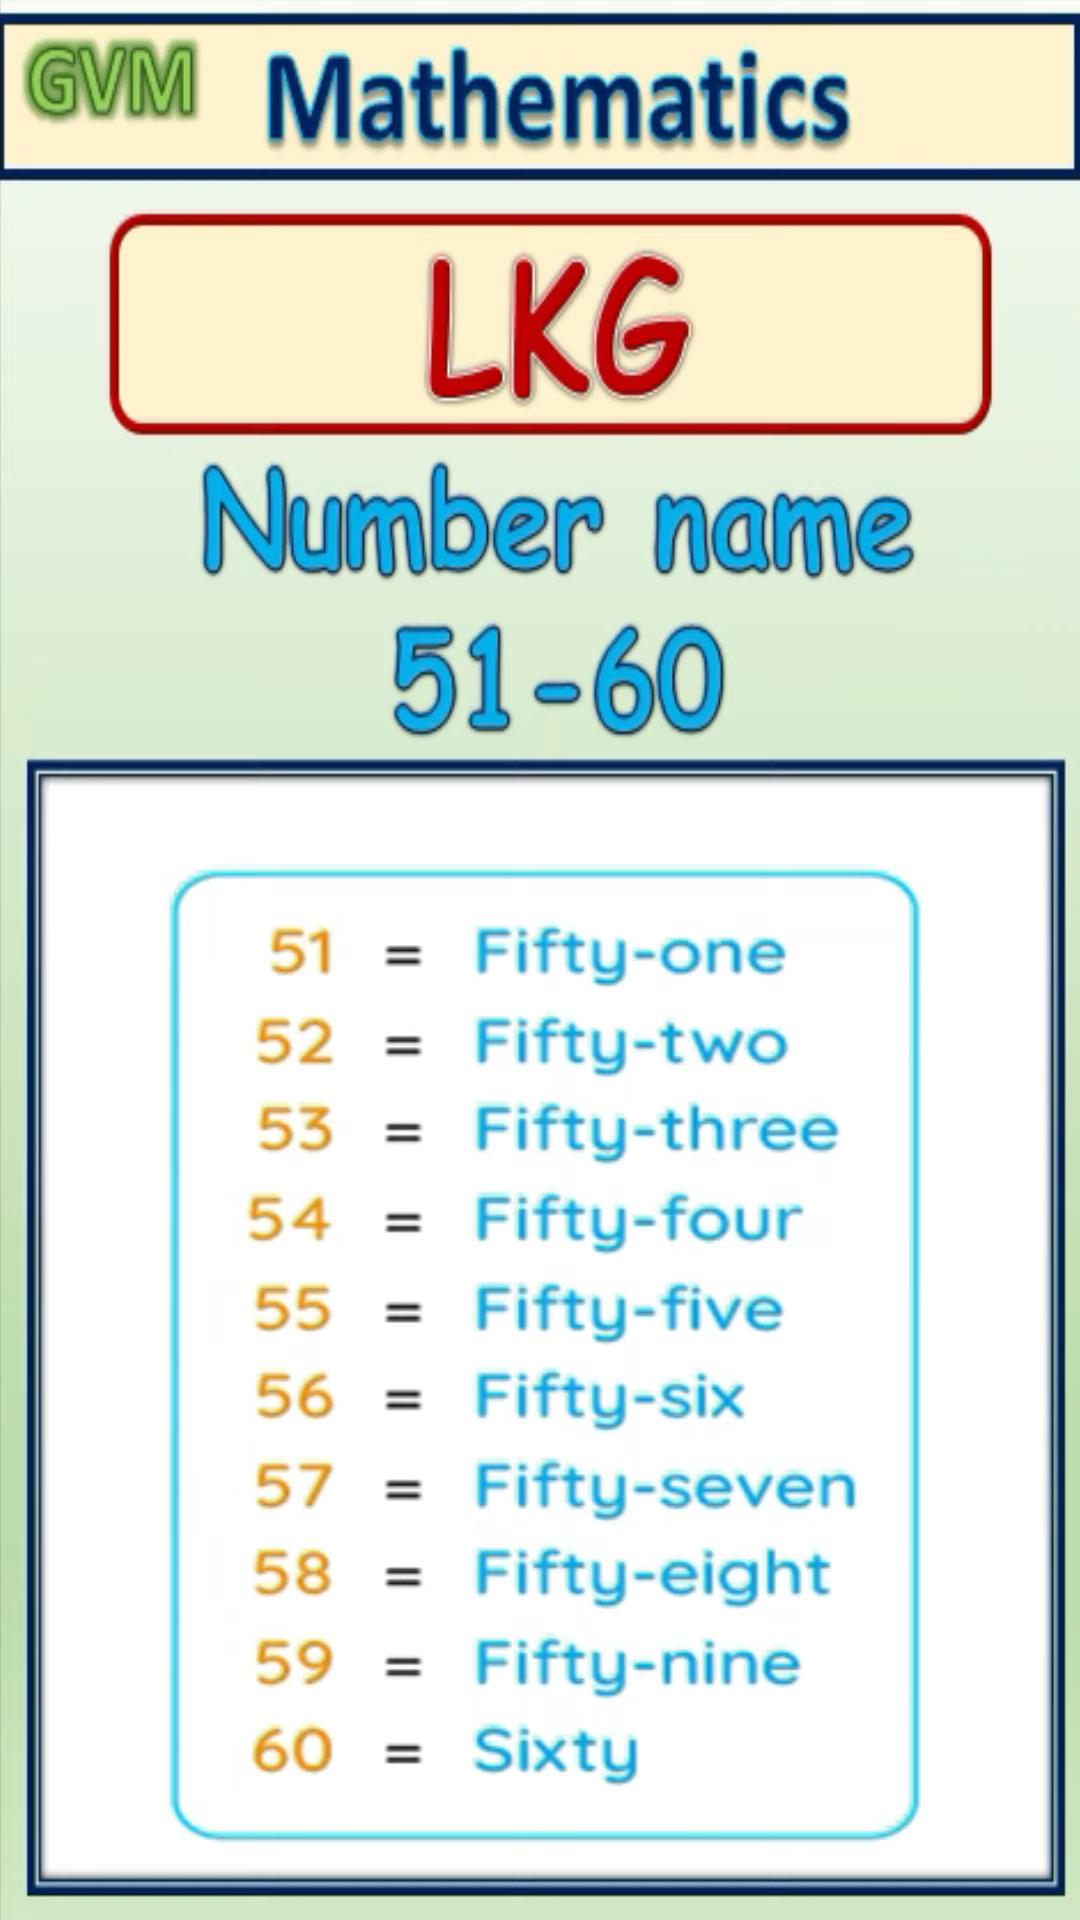 GVM Mathematics
LKG
Number name
51-60
51 = Fifty-one
52 = Fifty-two
53 = Fifty-three
54 = Fifty-four
55 = Fifty-five
56 = Fifty-six
57 = Fifty-seven
58 = Fifty-eight
59 = Fifty-nine
60 = Sixty